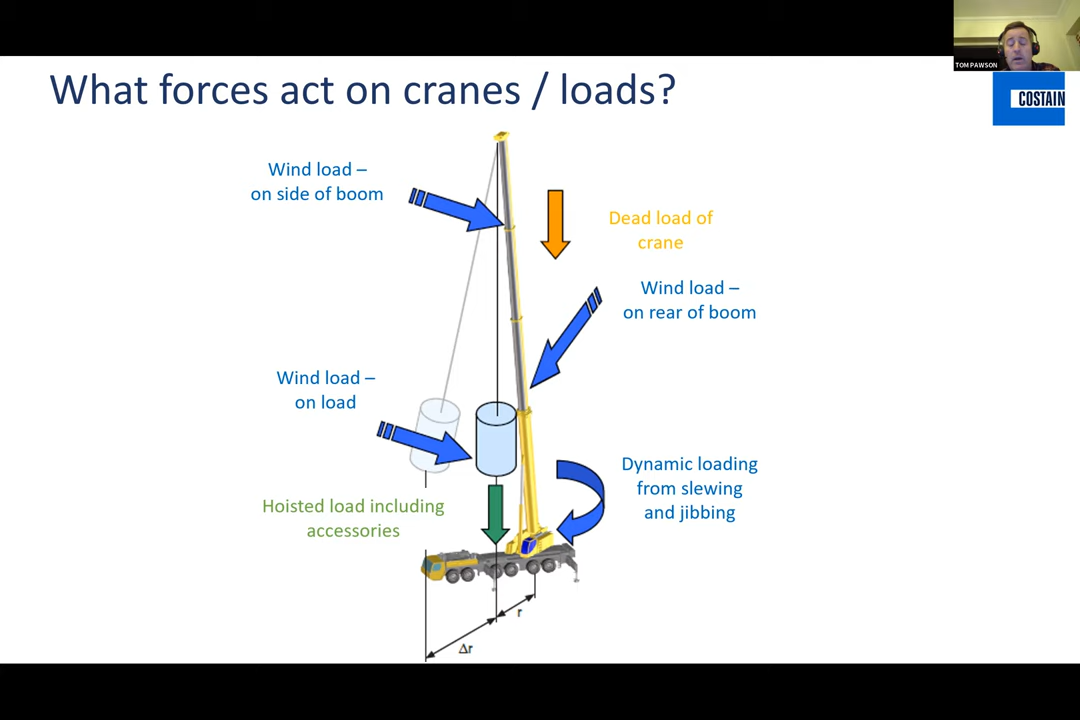 TOM PAWSON
COSTAIN
What forces act on cranes / loads?
Wind load –
on side of boom
Dead load of
crane
Wind load –
on rear of boom
Wind load –
on load
Dynamic loading
from slewing
and jibbing
Hoisted load including
accessories
r
Δr